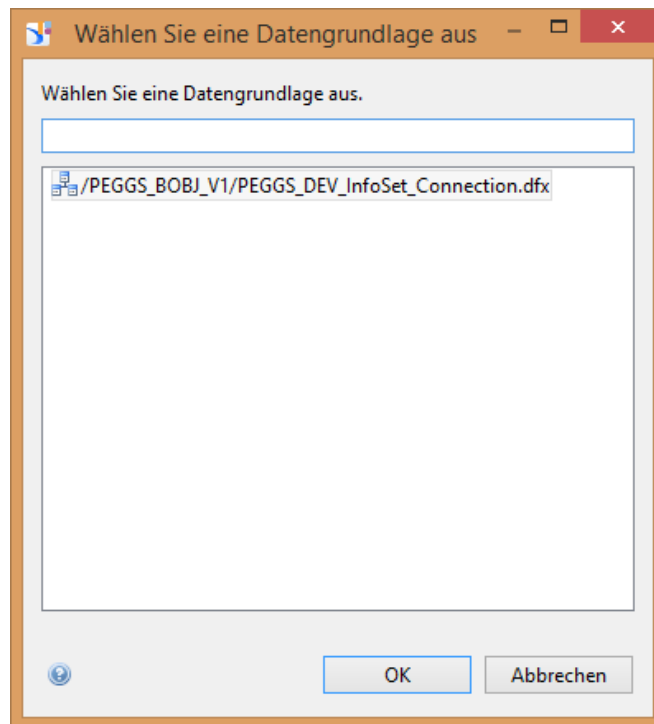 Wählen Sie eine Datengrundlage aus
Wählen Sie eine Datengrundlage aus.
/PEGGS_BOBJ_V1/PEGGS_DEV_InfoSet_Connection.dfx
OK
Abbrechen